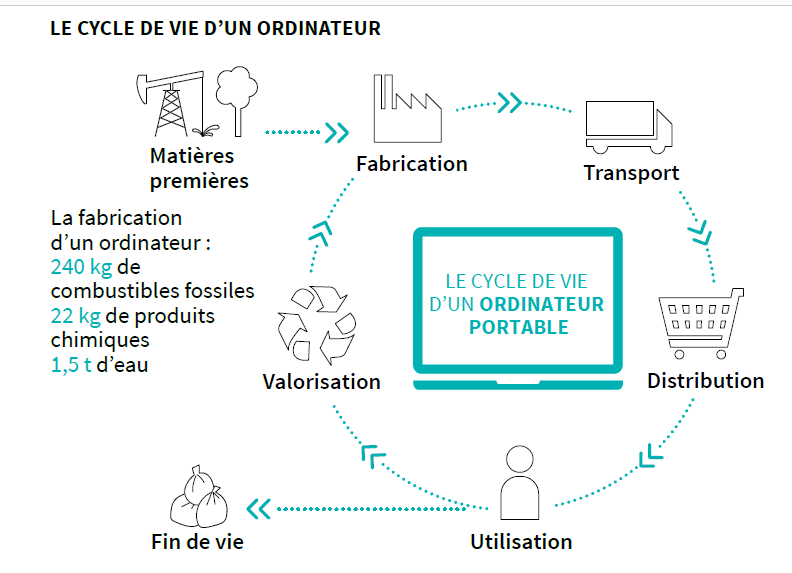 LE CYCLE DE VIE D’UN ORDINATEUR
Matières
premières
Fabrication
Transport
La fabrication
d’un ordinateur :
240 kg de
combustibles fossiles
22 kg de produits
chimiques
1,5 t d’eau
LE CYCLE DE VIE
D’UN ORDINATEUR
PORTABLE
Valorisation
Distribution
Fin de vie
Utilisation